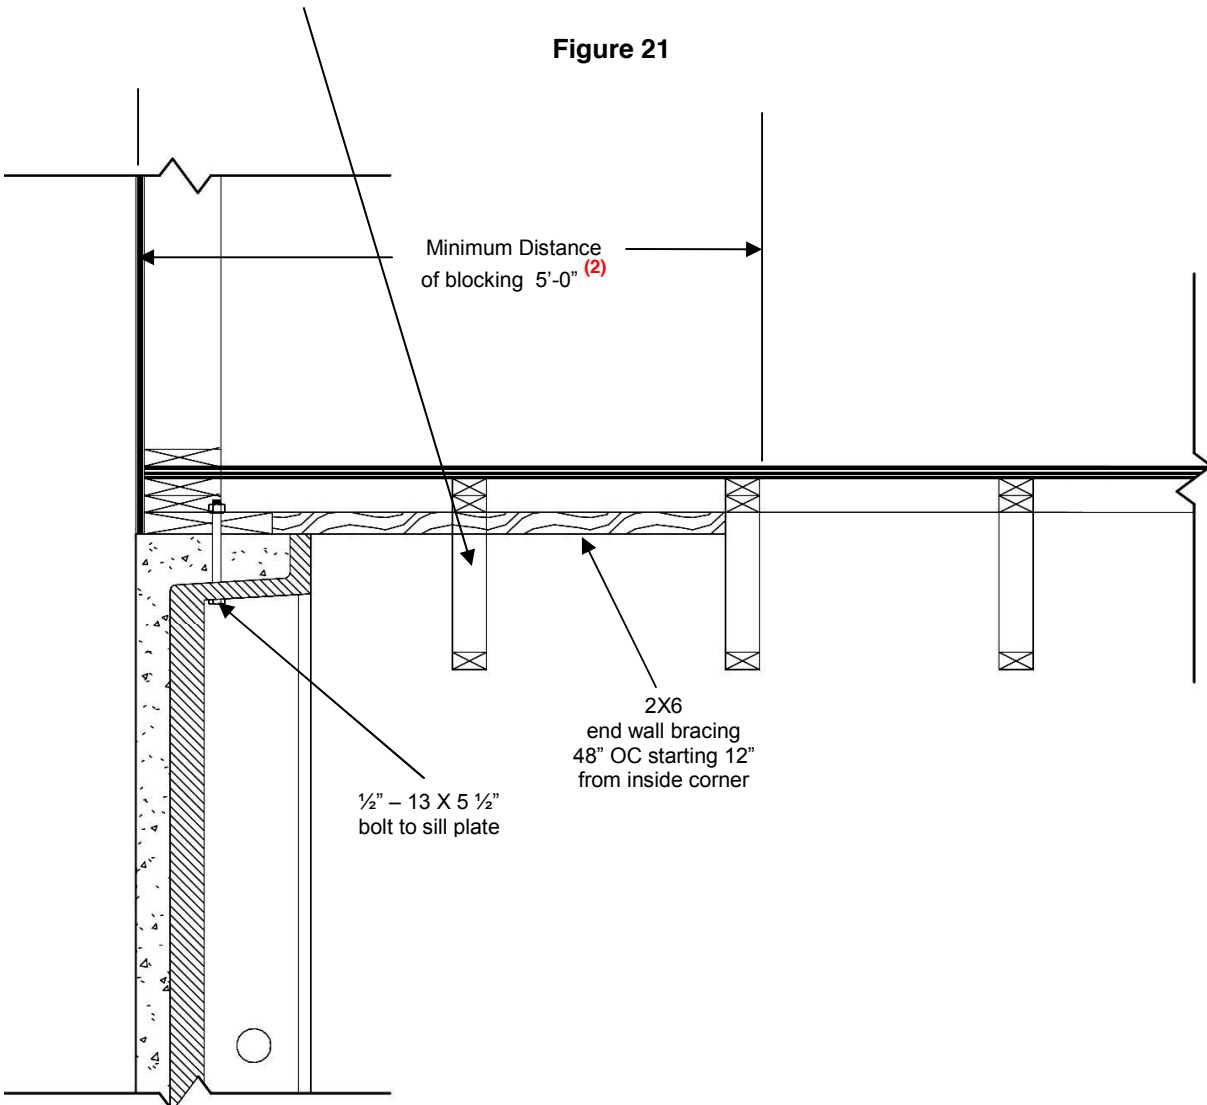 Figure 21
Minimum Distance
of blocking 5’-0” (2)
2X6
end wall bracing
48” OC starting 12”
from inside corner
½” – 13 X 5 ½”
bolt to sill plate